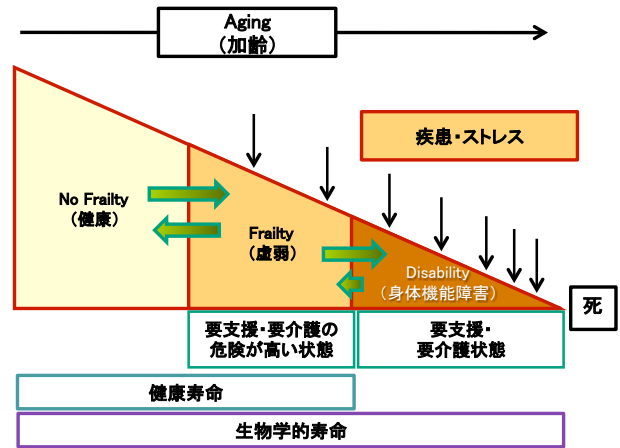 Aging
（加齢）
疾患・ストレス
No Frailty
（健康）
Frailty
（虚弱）
Disability
（身体機能障害）
死
要支援・要介護の
危険が高い状態
要支援・
要介護状態
健康寿命
生物学的寿命